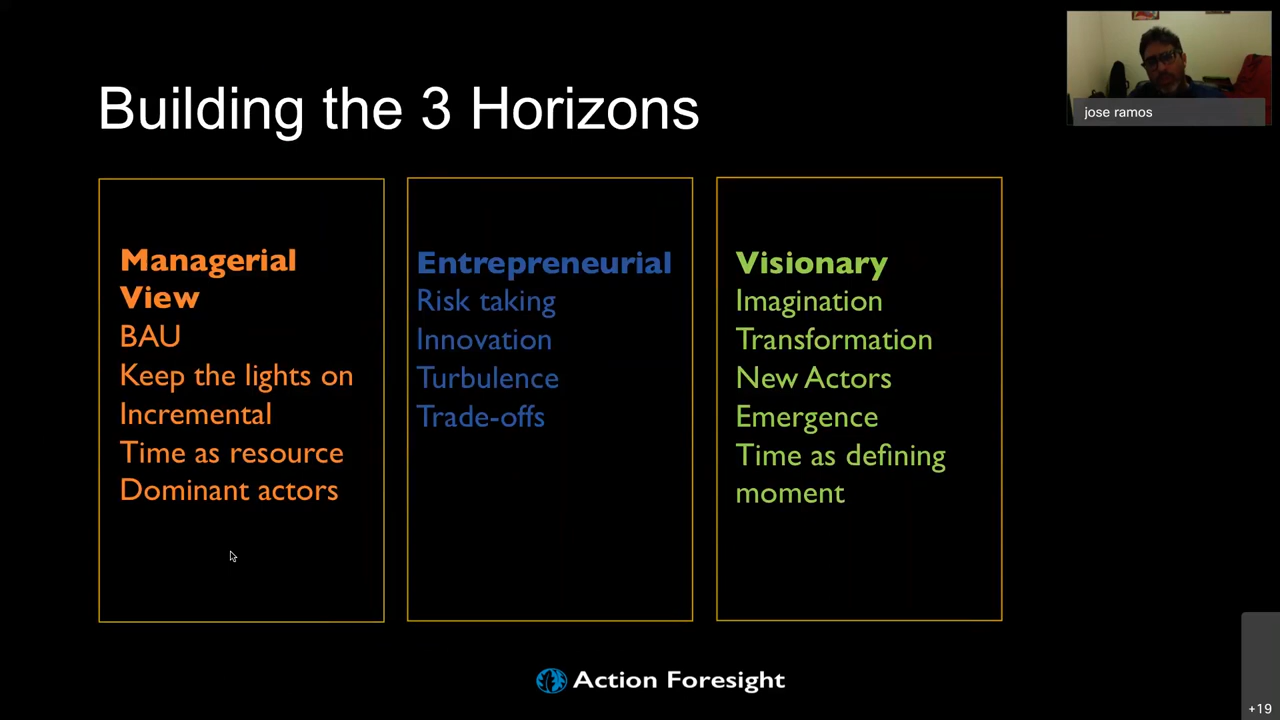 jose ramos
Building the 3 Horizons
Managerial
View
BAU
Keep the lights on
Incremental
Time as resource
Dominant actors
Entrepreneurial
Risk taking
Innovation
Turbulence
Trade-offs
Visionary
Imagination
Transformation
New Actors
Emergence
Time as defining
moment
Action Foresight
+19